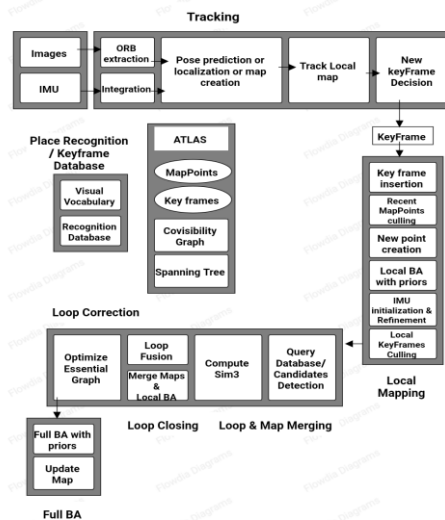 Tracking
Images
IMU
ORB
extraction
Integration
Pose prediction or
localization or map
creation
Track Local
map
New
keyFrame
Decision
KeyFrame
Place Recognition
/ Keyframe
Database
Visual
Vocabulary
Recognition
Database
ATLAS
MapPoints
Key frames
Covisibility
Graph
Spanning Tree
Key frame
insertion
Recent
MapPoints
culling
New point
creation
Local BA
with priors
IMU
initialization &
Refinement
Local
KeyFrames
Culling
Local
Mapping
Loop Correction
Optimize
Essential
Graph
Loop
Fusion
Merge Maps
&
Local BA
Compute
Sim3
Query
Database/
Candidates
Detection
Loop Closing
Loop & Map Merging
Full BA with
priors
Update
Map
Full BA
Flowdia Diagrams